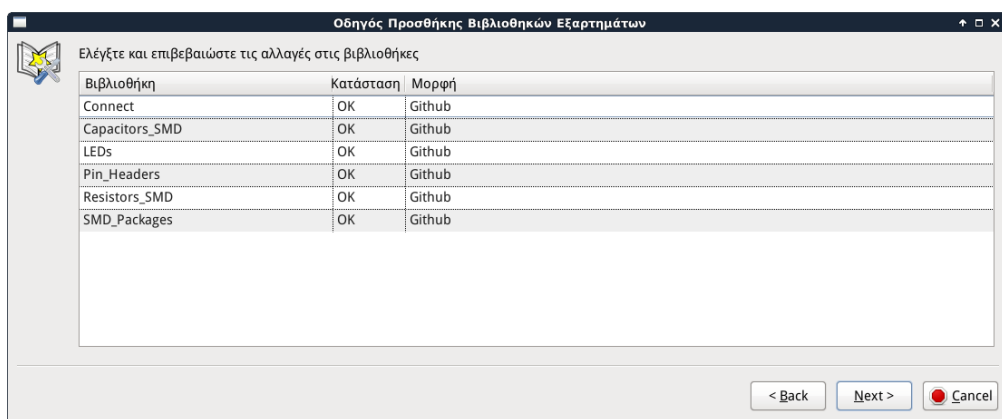 Οδηγός Προσθήκης Βιβλιοθηκών Εξαρτημάτων
Ελέγξτε και επιβεβαιώστε τις αλλαγές στις βιβλιοθήκες
Βιβλιοθήκη Κατάσταση Μορφή
Connect OK Github
Capacitors_SMD OK Github
LEDs OK Github
Pin_Headers OK Github
Resistors_SMD OK Github
SMD_Packages OK Github
< Back Next > Cancel